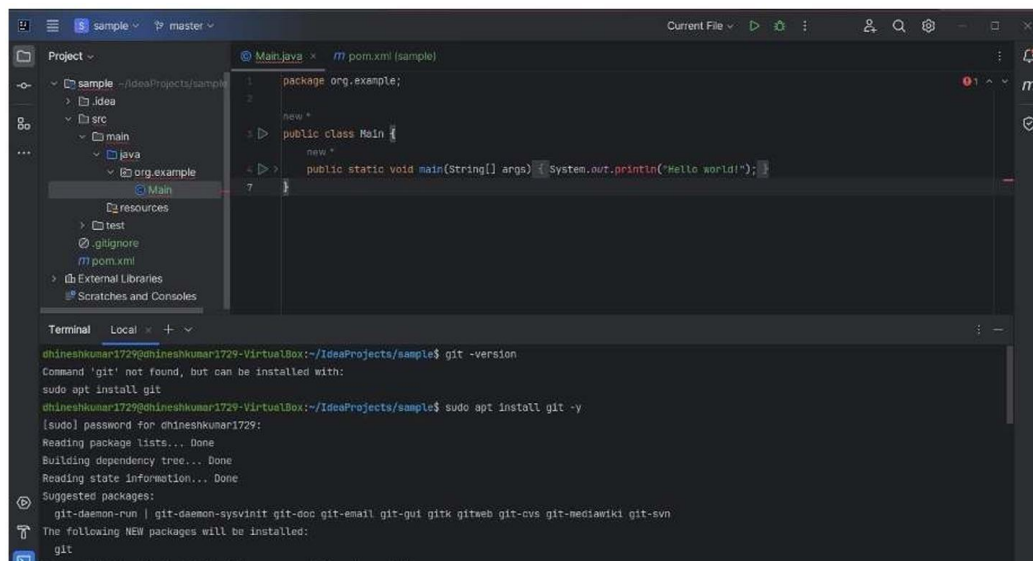 S sample master Current File
Project
Main.java × m pom.xml (sample)
sample ~/IdeaProjects/sample
.idea
src
main
java
org.example
Main
resources
test
.gitignore
m pom.xml
External Libraries
Scratches and Consoles
1 package org.example;
2
new *
3 public class Main {
new *
4 public static void main(String[] args) { System.out.println("Hello world!"); }
7 }
1
Terminal Local × +
dhineshkumar1729@dhineshkumar1729-VirtualBox:~/IdeaProjects/sample$ git -version
Command 'git' not found, but can be installed with:
sudo apt install git
dhineshkumar1729@dhineshkumar1729-VirtualBox:~/IdeaProjects/sample$ sudo apt install git -y
[sudo] password for dhineshkumar1729:
Reading package lists... Done
Building dependency tree... Done
Reading state information... Done
Suggested packages:
git-daemon-run | git-daemon-sysvinit git-doc git-email git-gui gitk gitweb git-cvs git-mediawiki git-svn
The following NEW packages will be installed:
git